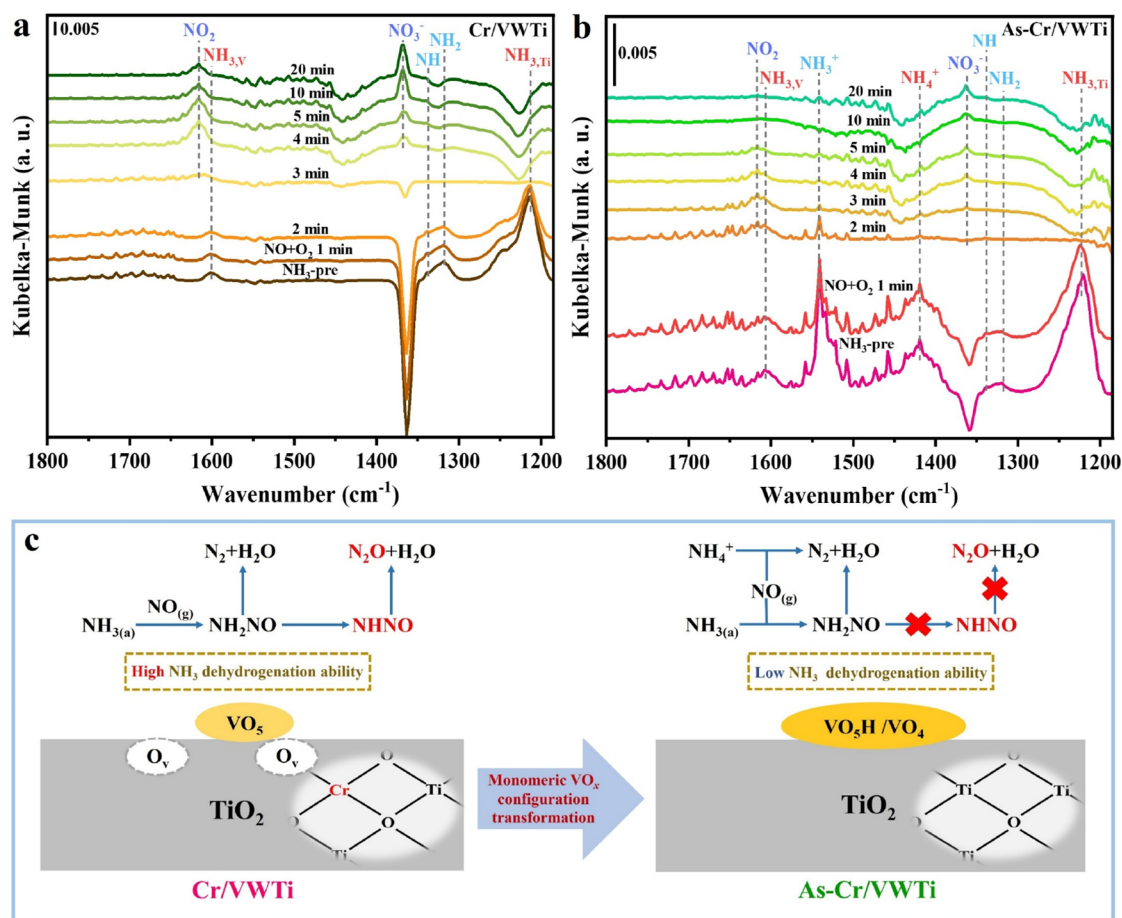 a
0.005
NO2
NO3-
NH2
Cr/VWTi
NH3,V
NH
NH3,Ti
20 min
10 min
5 min
4 min
3 min
2 min
NO+O2 1 min
NH3-pre
Kubelka-Munk (a. u.)
1800 1700 1600 1500 1400 1300 1200
Wavenumber (cm-1)
b
0.005
As-Cr/VWTi
NO2
NH3+
NO3-
NH
NH3,V
NH4+
NH2
NH3,Ti
20 min
10 min
5 min
4 min
3 min
2 min
NO+O2 1 min
NH3-pre
Kubelka-Munk (a. u.)
1800 1700 1600 1500 1400 1300 1200
Wavenumber (cm-1)
c
N2+H2O
N2O+H2O
NO(g)
NH3(a)
NH2NO
NHNO
High NH3 dehydrogenation ability
VO5
Ov
Ov
O
Cr
Ti
TiO2
O
O
Ti
Cr/VWTi
Monomeric VOx
configuration
transformation
NH4+
N2+H2O
N2O+H2O
NO(g)
NH3(a)
NH2NO
NHNO
Low NH3 dehydrogenation ability
VO5H /VO4
O
Ti
Ti
TiO2
O
O
Ti
As-Cr/VWTi